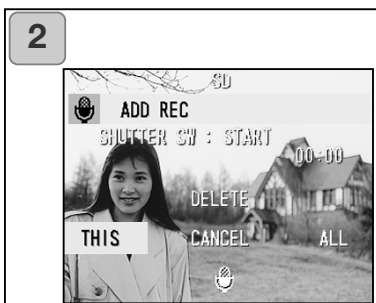 2
SD
ADD REC
SHUTTER SW : START
00:00
DELETE
THIS CANCEL ALL